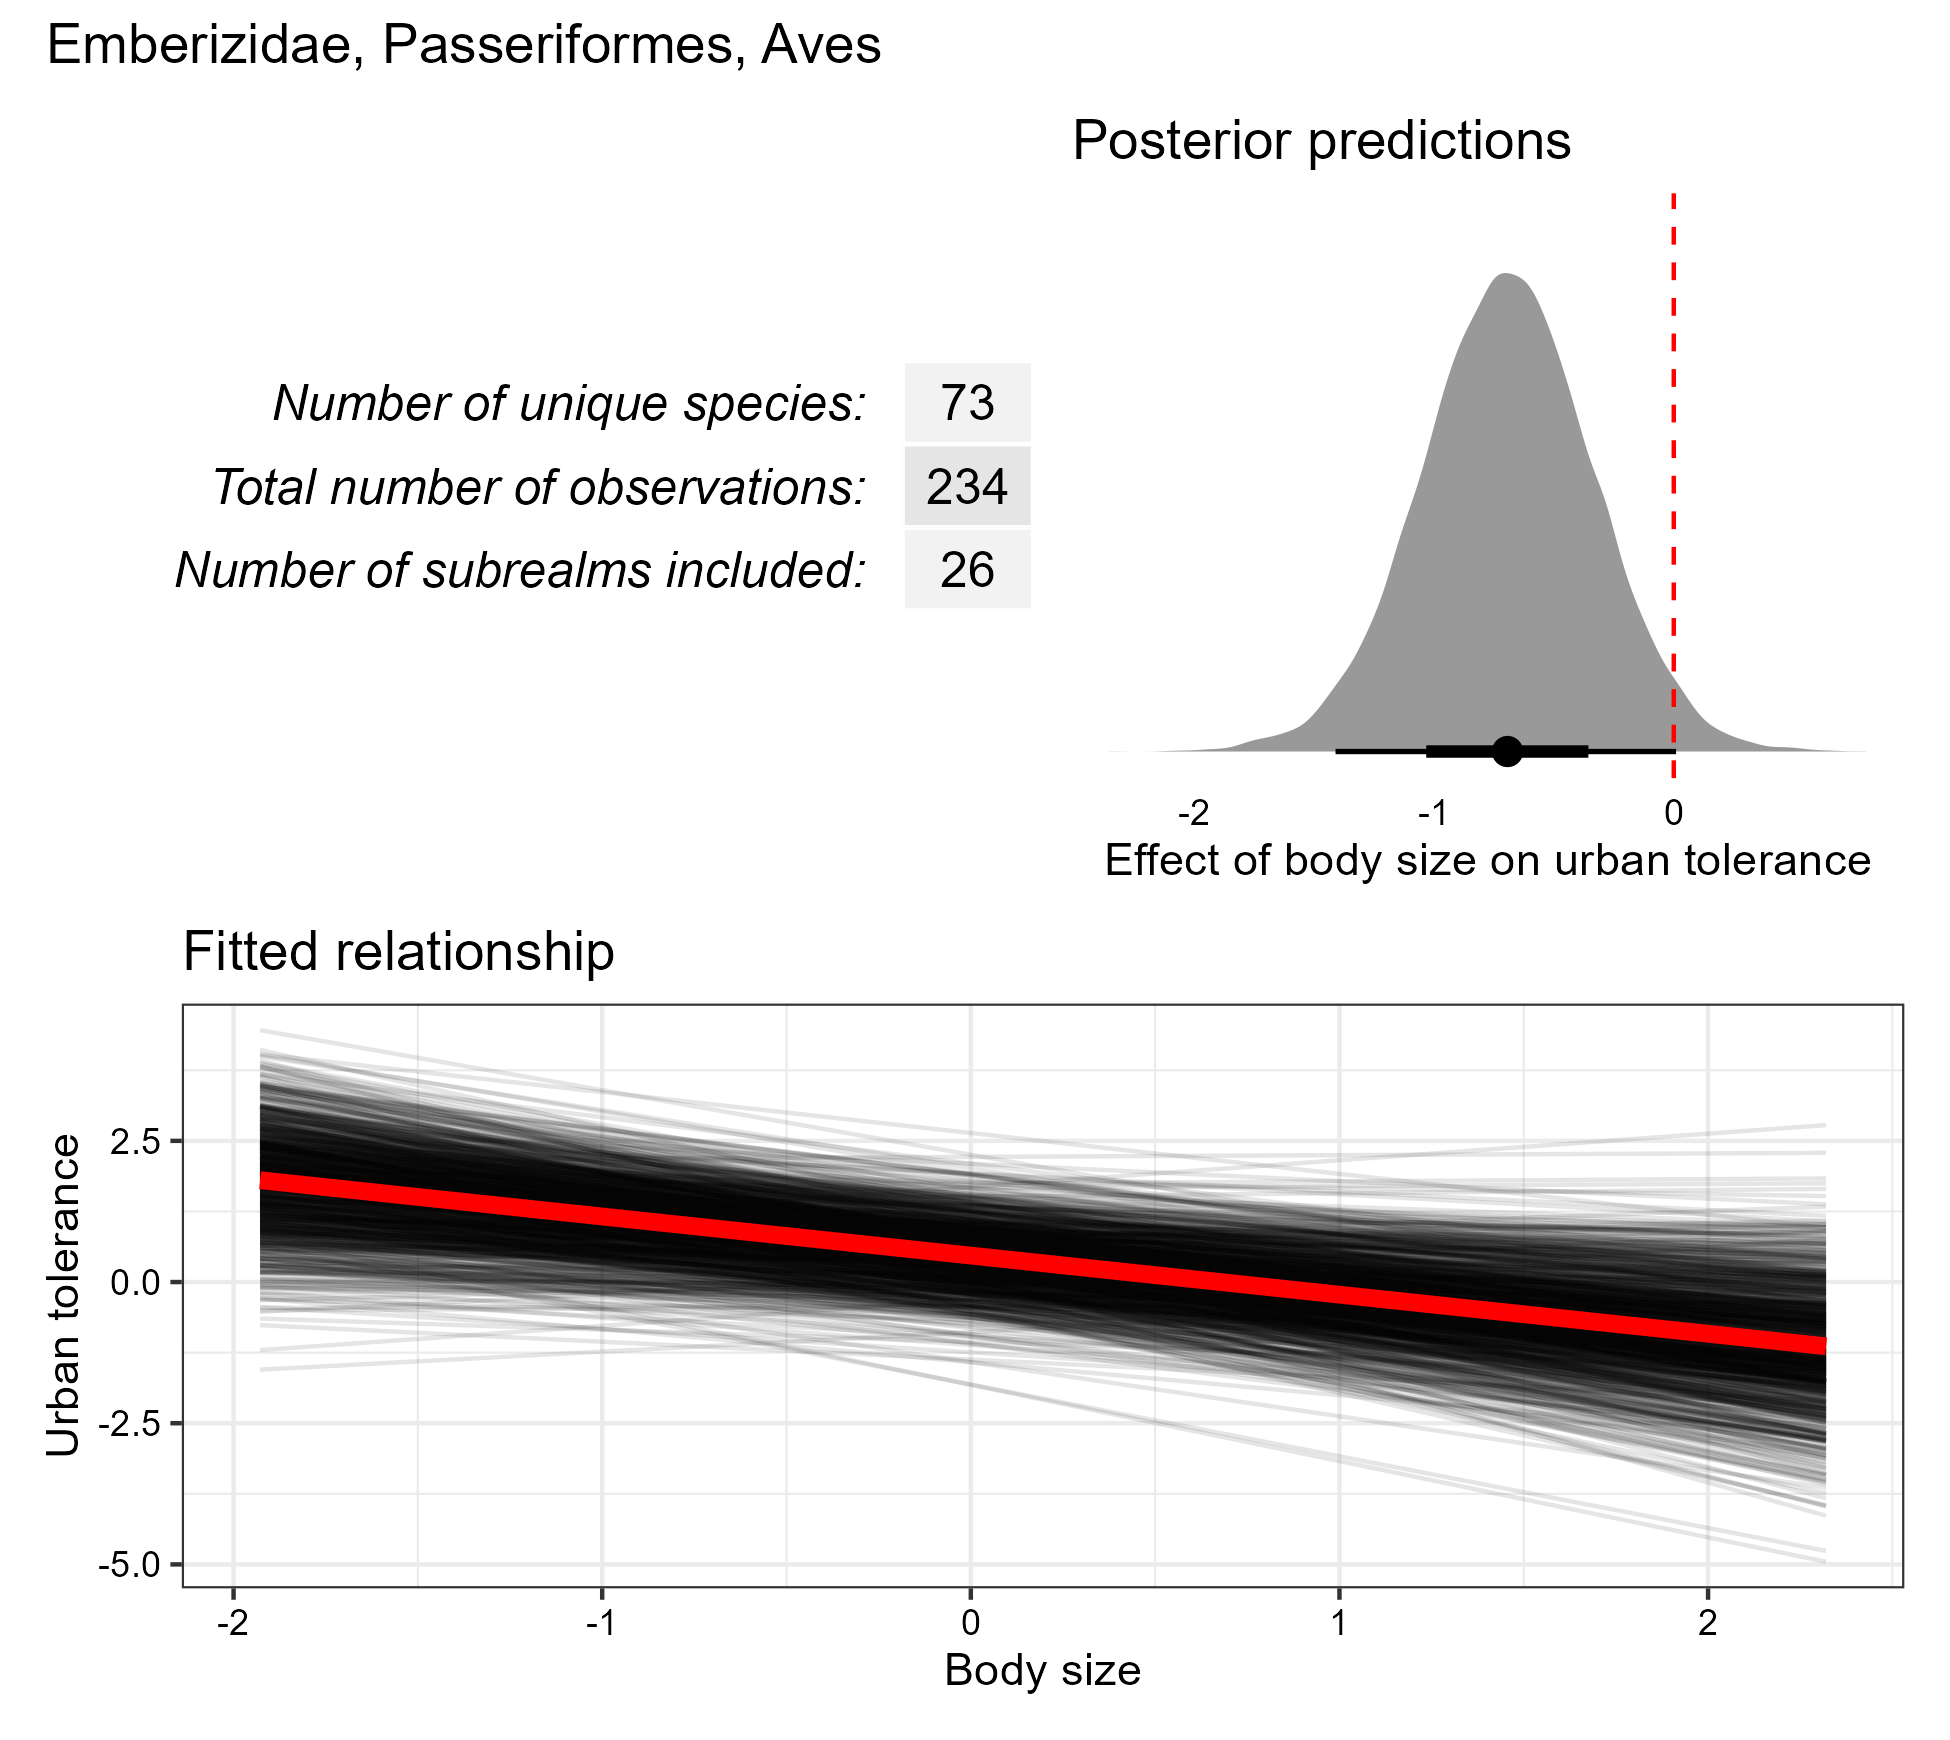 Emberizidae, Passeriformes, Aves
Posterior predictions
Number of unique species: 73
Total number of observations: 234
Number of subrealms included: 26
-2 -1 0
Effect of body size on urban tolerance
Fitted relationship
Urban tolerance
2.5
0.0
-2.5
-5.0
-2 -1 0 1 2
Body size